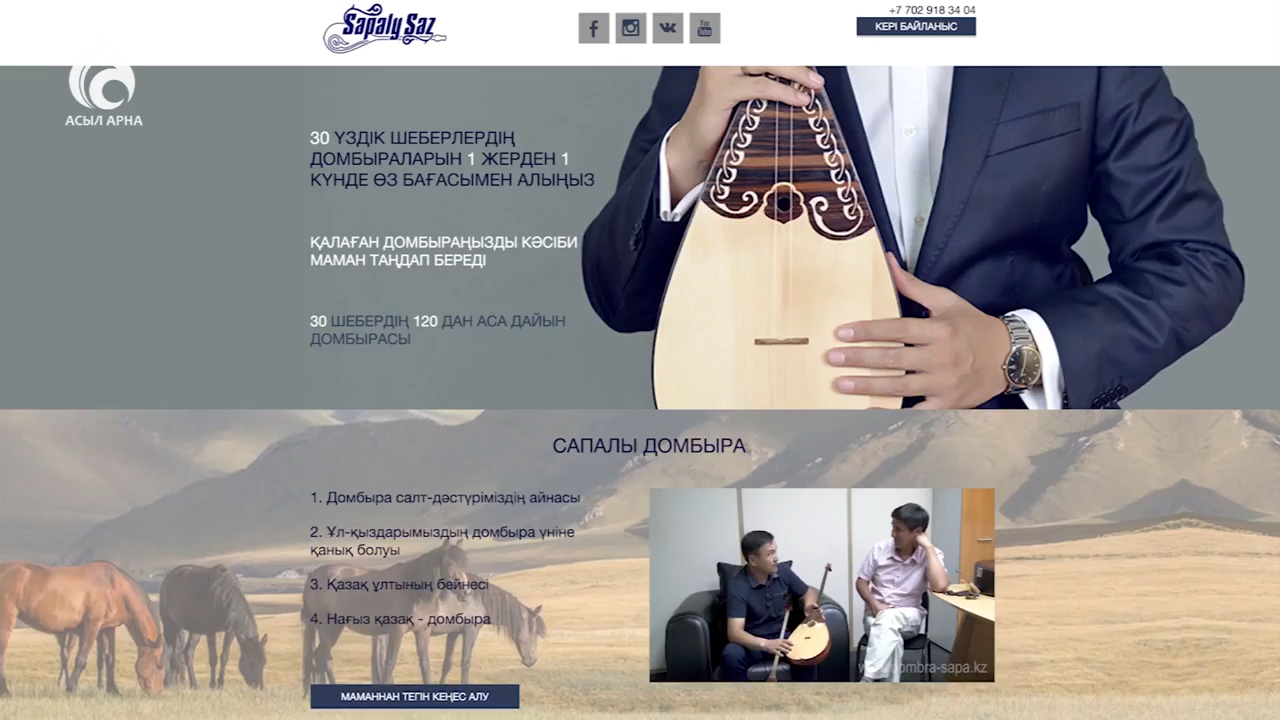 Sapaly Saz
+7 702 918 34 04
КЕРІ БАЙЛАНЫС
АСЫЛ АРНА
30 ҮЗДІК ШЕБЕРЛЕРДІҢ
ДОМБЫРАЛАРЫН 1 ЖЕРДЕН 1
КҮНДЕ ӨЗ БАҒАСЫМЕН АЛЫҢЫЗ
ҚАЛАҒАН ДОМБЫРАҢЫЗДЫ КӘСІБИ
МАМАН ТАҢДАП БЕРЕДІ
30 ШЕБЕРДІҢ 120 ДАН АСА ДАЙЫН
ДОМБЫРАСЫ
САПАЛЫ ДОМБЫРА
1. Домбыра салт-дәстүріміздің айнасы
2. Ұл-қыздарымыздың домбыра үніне
қанық болуы
3. Қазақ ұлтының бейнесі
4. Нағыз қазақ - домбыра
МАМАННАН ТЕГІН КЕҢЕС АЛУ